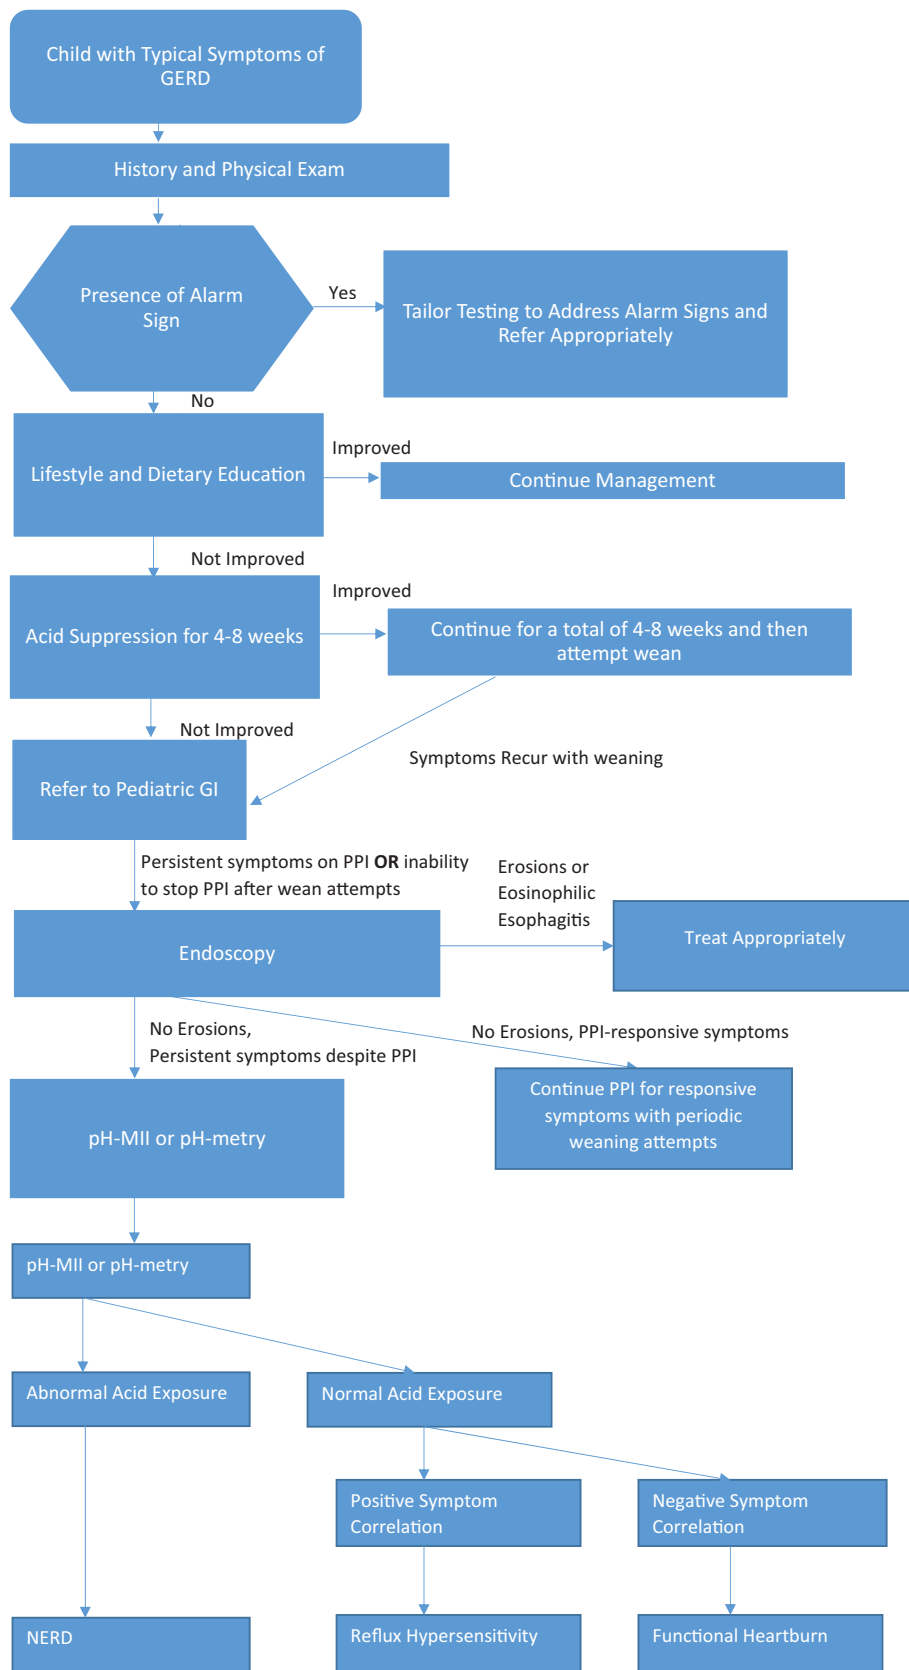 Child with Typical Symptoms of
GERD
History and Physical Exam
Presence of Alarm
Sign
Yes
Tailor Testing to Address Alarm Signs and
Refer Appropriately
No
Lifestyle and Dietary Education
Improved
Continue Management
Not Improved
Acid Suppression for 4-8 weeks
Improved
Continue for a total of 4-8 weeks and then
attempt wean
Not Improved
Symptoms Recur with weaning
Refer to Pediatric GI
Persistent symptoms on PPI OR inability
to stop PPI after wean attempts
Erosions or
Eosinophilic
Esophagitis
Endoscopy
Treat Appropriately
No Erosions,
Persistent symptoms despite PPI
No Erosions, PPI-responsive symptoms
Continue PPI for responsive
symptoms with periodic
weaning attempts
pH-MII or pH-metry
pH-MII or pH-metry
Abnormal Acid Exposure
Normal Acid Exposure
Positive Symptom
Correlation
Negative Symptom
Correlation
NERD
Reflux Hypersensitivity
Functional Heartburn